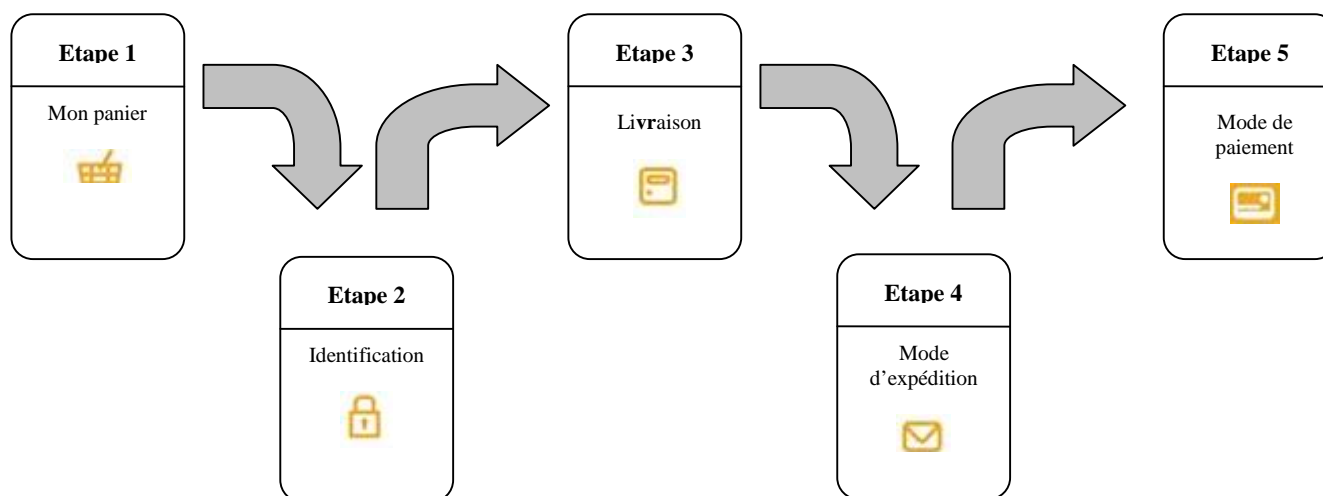 Etape 1
Mon panier
Etape 2
Identification
Etape 3
Livraison
Etape 4
Mode
d’expédition
Etape 5
Mode de
paiement